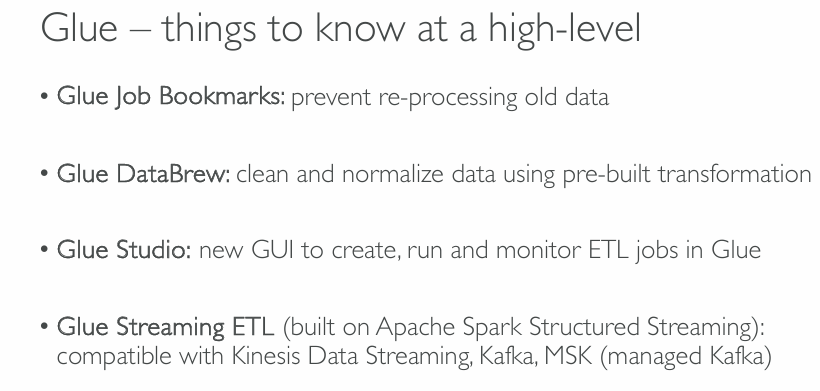 Glue – things to know at a high-level
• Glue Job Bookmarks: prevent re-processing old data
• Glue DataBrew: clean and normalize data using pre-built transformation
• Glue Studio: new GUI to create, run and monitor ETL jobs in Glue
• Glue Streaming ETL (built on Apache Spark Structured Streaming):
compatible with Kinesis Data Streaming, Kafka, MSK (managed Kafka)